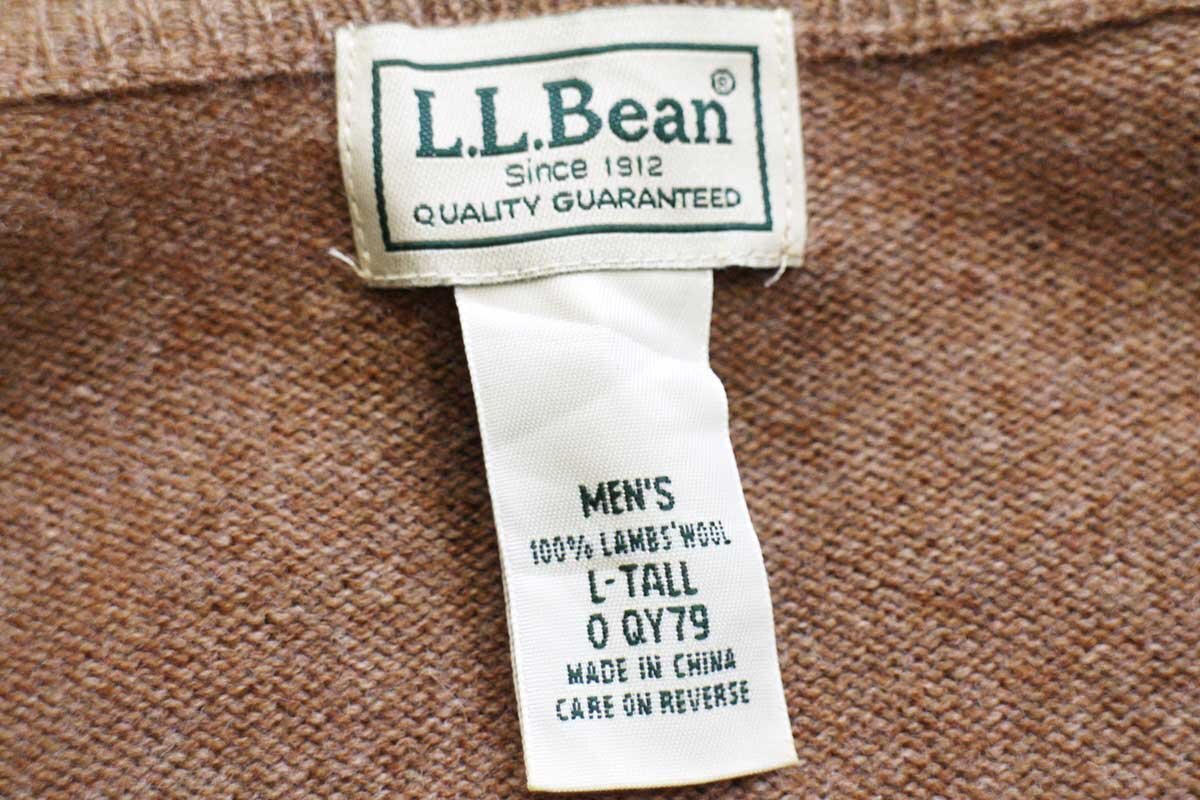 L.L.Bean®
Since 1912
QUALITY GUARANTEED
MEN'S
100% LAMBS' WOOL
L-TALL
0 QY79
MADE IN CHINA
CARE ON REVERSE